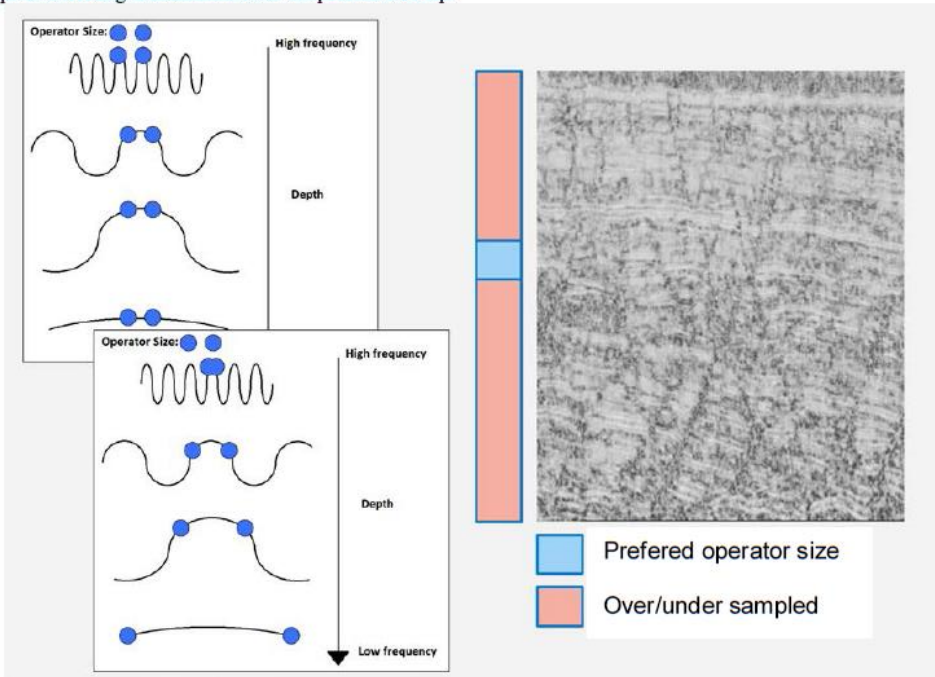 Operator Size:
High frequency
Depth
Operator Size:
High frequency
Depth
Low frequency
Prefered operator size
Over/under sampled